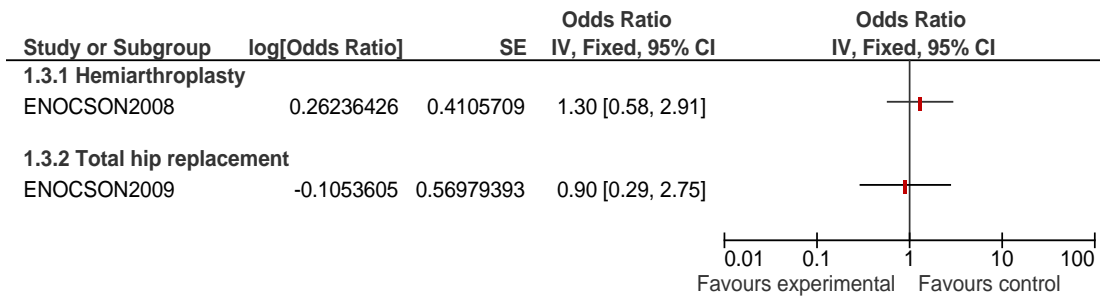 Odds Ratio Odds Ratio
Study or Subgroup log[Odds Ratio] SE IV, Fixed, 95% CI IV, Fixed, 95% CI
1.3.1 Hemiarthroplasty
ENOCSON2008 0.26236426 0.4105709 1.30 [0.58, 2.91]
1.3.2 Total hip replacement
ENOCSON2009 -0.1053605 0.56979393 0.90 [0.29, 2.75]
0.01 0.1 1 10 100
Favours experimental Favours control